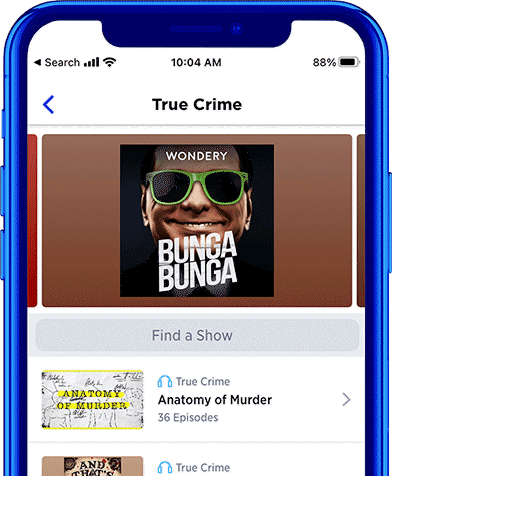 Search
10:04 AM
88%
True Crime
WONDERY
BUNGA
BUNGA
Find a Show
True Crime
ANATOMY
OF MURDER
Anatomy of Murder
36 Episodes
True Crime
AND
THAT'S